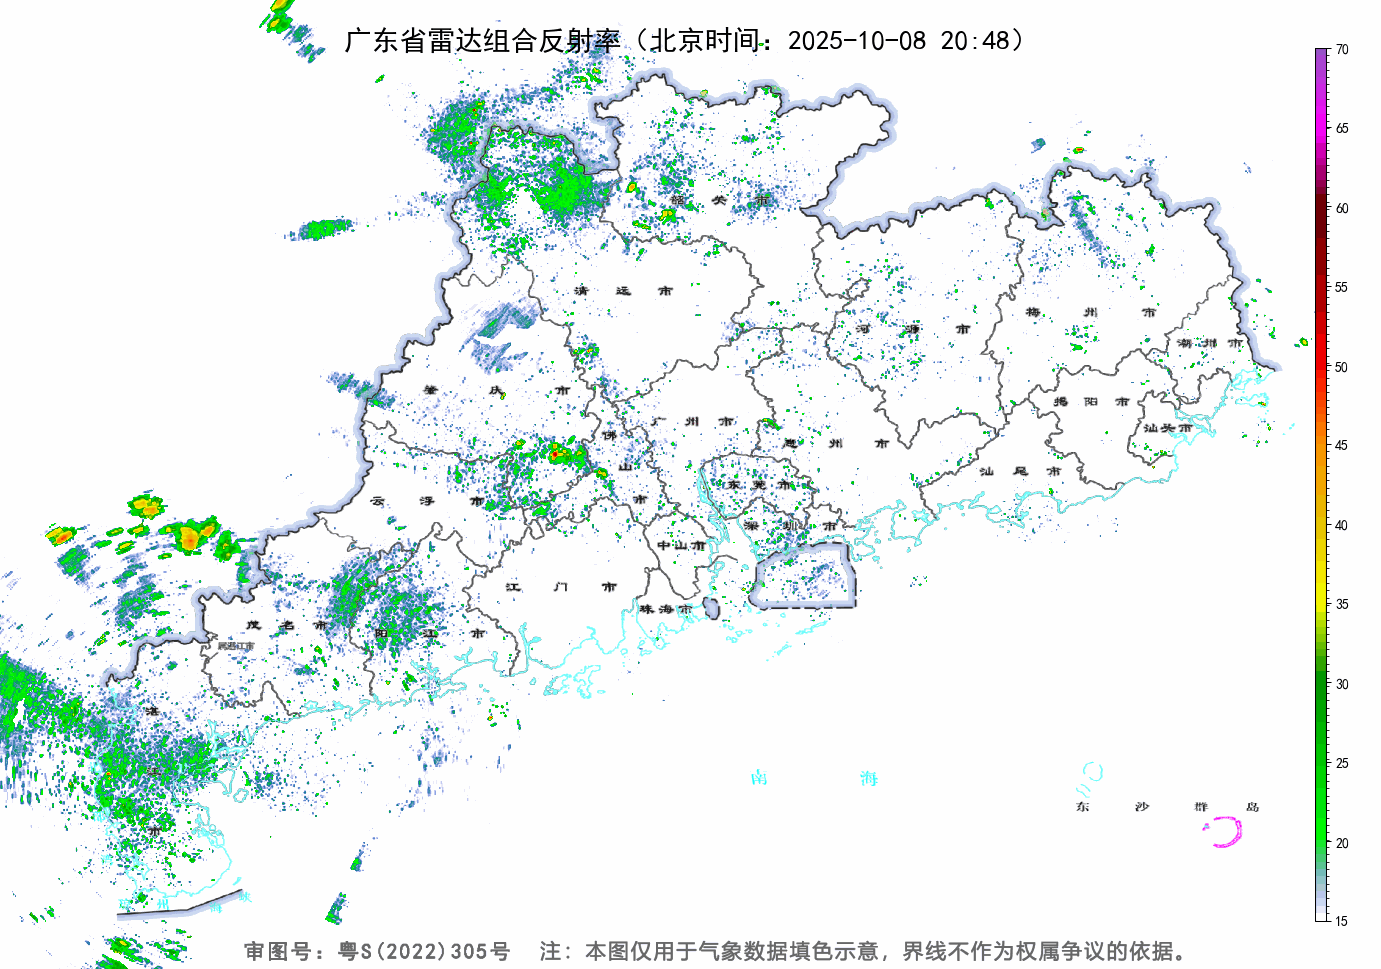 广东省雷达组合反射率（北京时间：2025-10-08 20:48）
70
65
60
55
50
45
40
35
30
25
20
15
韶关市
清远市
河源市
梅州市
潮州市
肇庆市
广州市
惠州市
揭阳市
汕头市
佛山市
云浮市
东莞市
汕尾市
深圳市
中山市
江门市
珠海市
茂名市
阳江市
湛江市
南海
东沙群岛
琼州海峡
审图号：粤S(2022)305号 注：本图仅用于气象数据填色示意，界线不作为权属争议的依据。